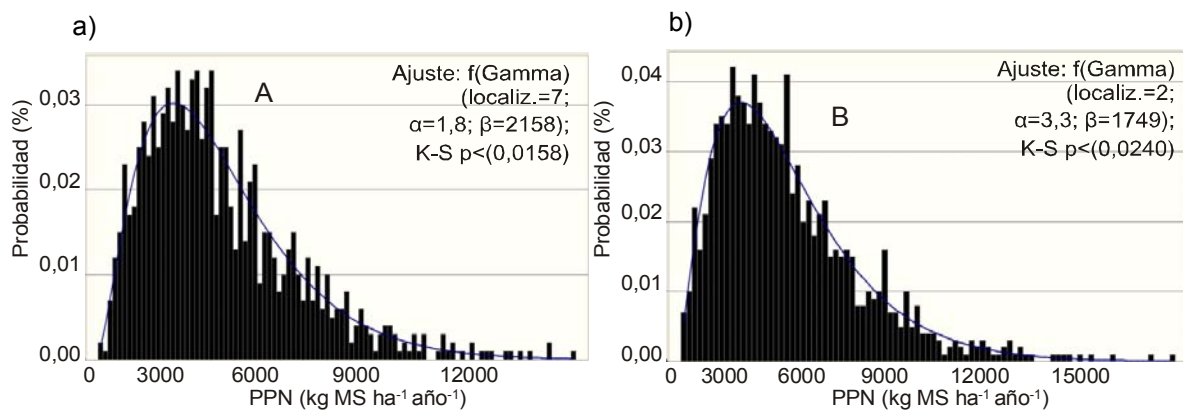 a)
Ajuste: f(Gamma)
(localiz.=7;
α=1,8; β=2158);
K-S p<(0,0158)
A
Probabilidad (%)
0,03
0,02
0,01
0,00
0 3000 6000 9000 12000
PPN (kg MS ha⁻¹ año⁻¹)
b)
Ajuste: f(Gamma)
(localiz.=2;
α=3,3; β=1749);
K-S p<(0,0240)
B
Probabilidad (%)
0,04
0,03
0,02
0,01
0,00
0 3000 6000 9000 12000 15000
PPN (kg MS ha⁻¹ año⁻¹)